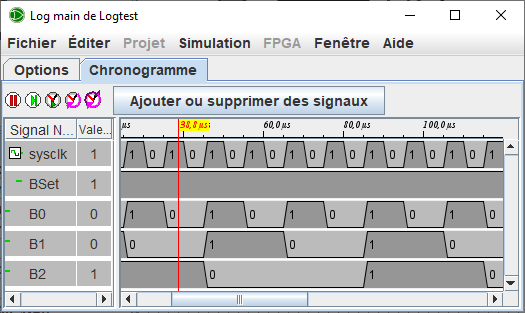 Log main de Logtest
Fichier Éditer Projet Simulation FPGA Fenêtre Aide
Options Chronogramme
Ajouter ou supprimer des signaux
Signal N... Vale... µs 38,8 µs 60,0 µs 80,0 µs 100,0 µs
sysclk 1 1 0 1 0 1 0 1 0 1 0 1 0 1 0 1 0 1 0 1
BSet 1
B0 0 1 0 1 0 1 0 1 0 1 0
B1 0 0 1 0 1 0
B2 1 0 1 0